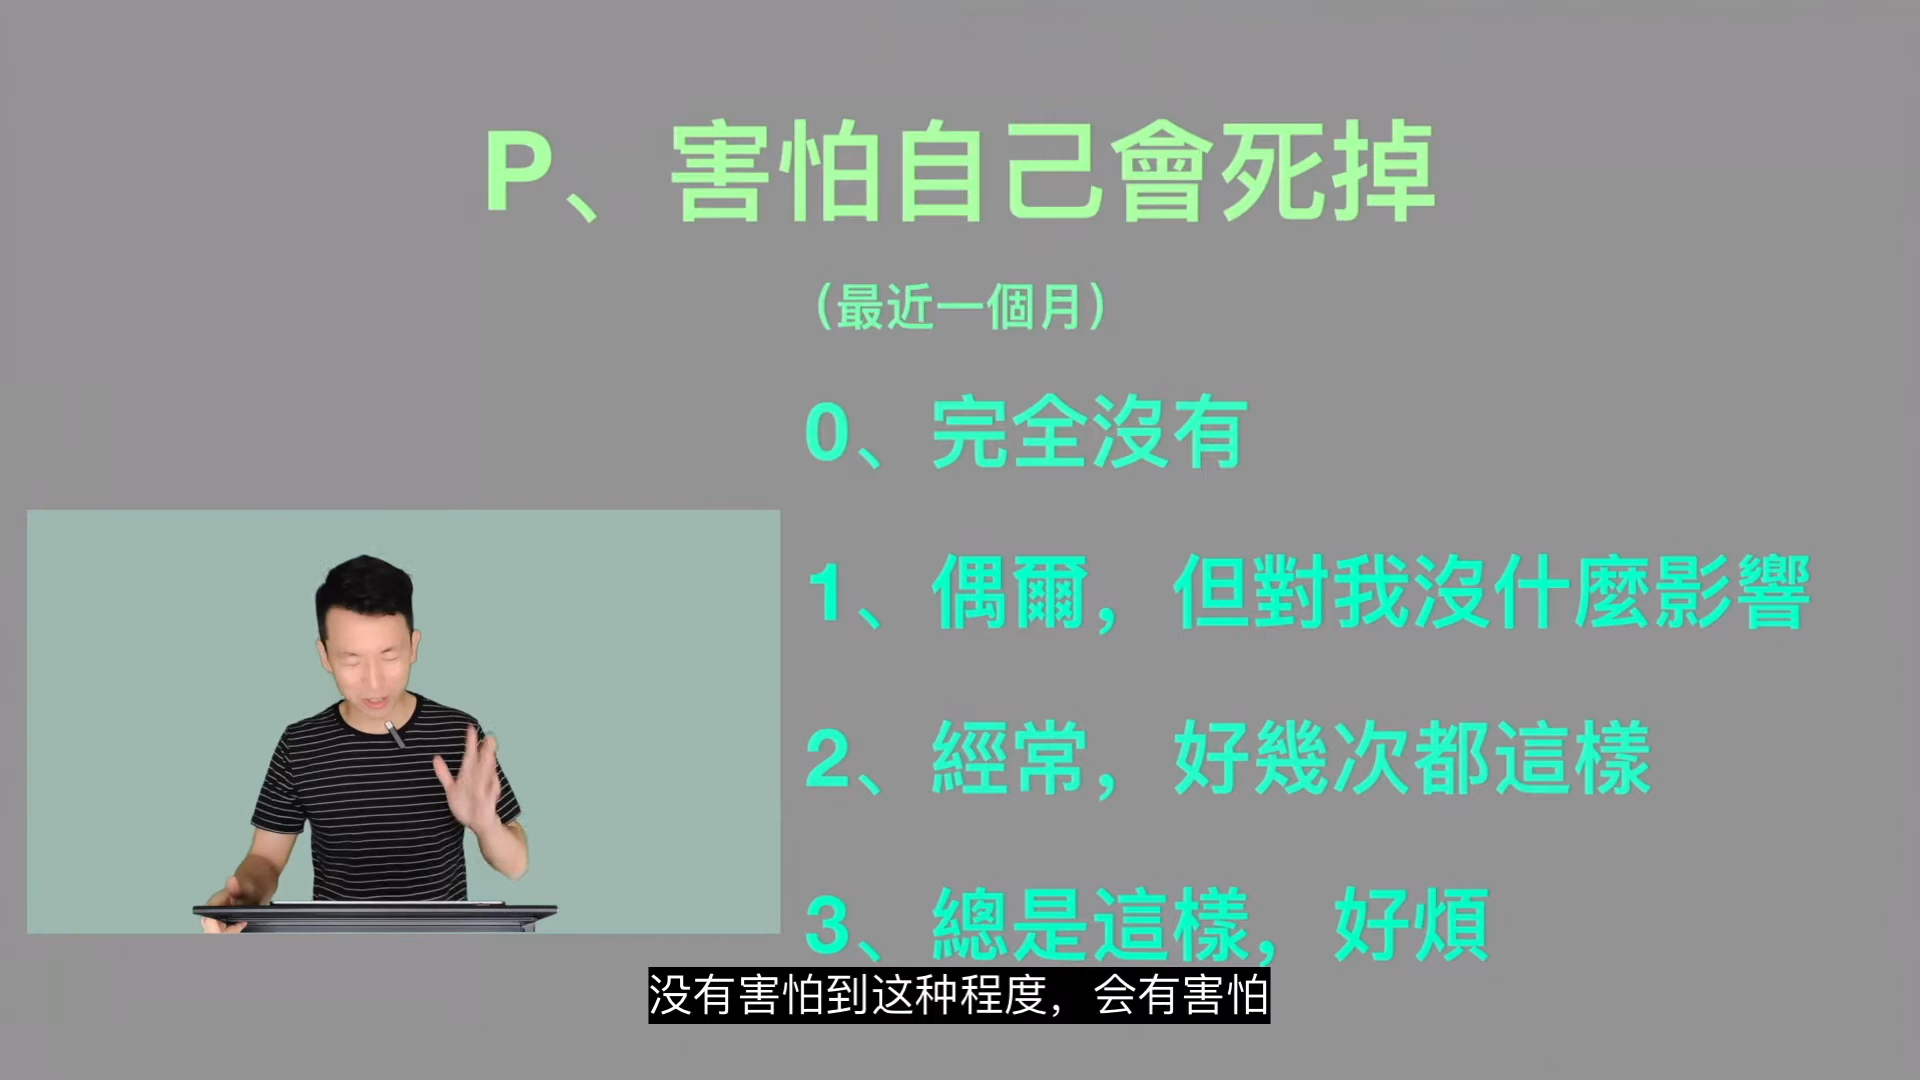 P、害怕自己會死掉
（最近一個月）
0、完全沒有
1、偶爾，但對我沒什麼影響
2、經常，好幾次都這樣
3、總是這樣，好煩
没有害怕到这种程度，会有害怕